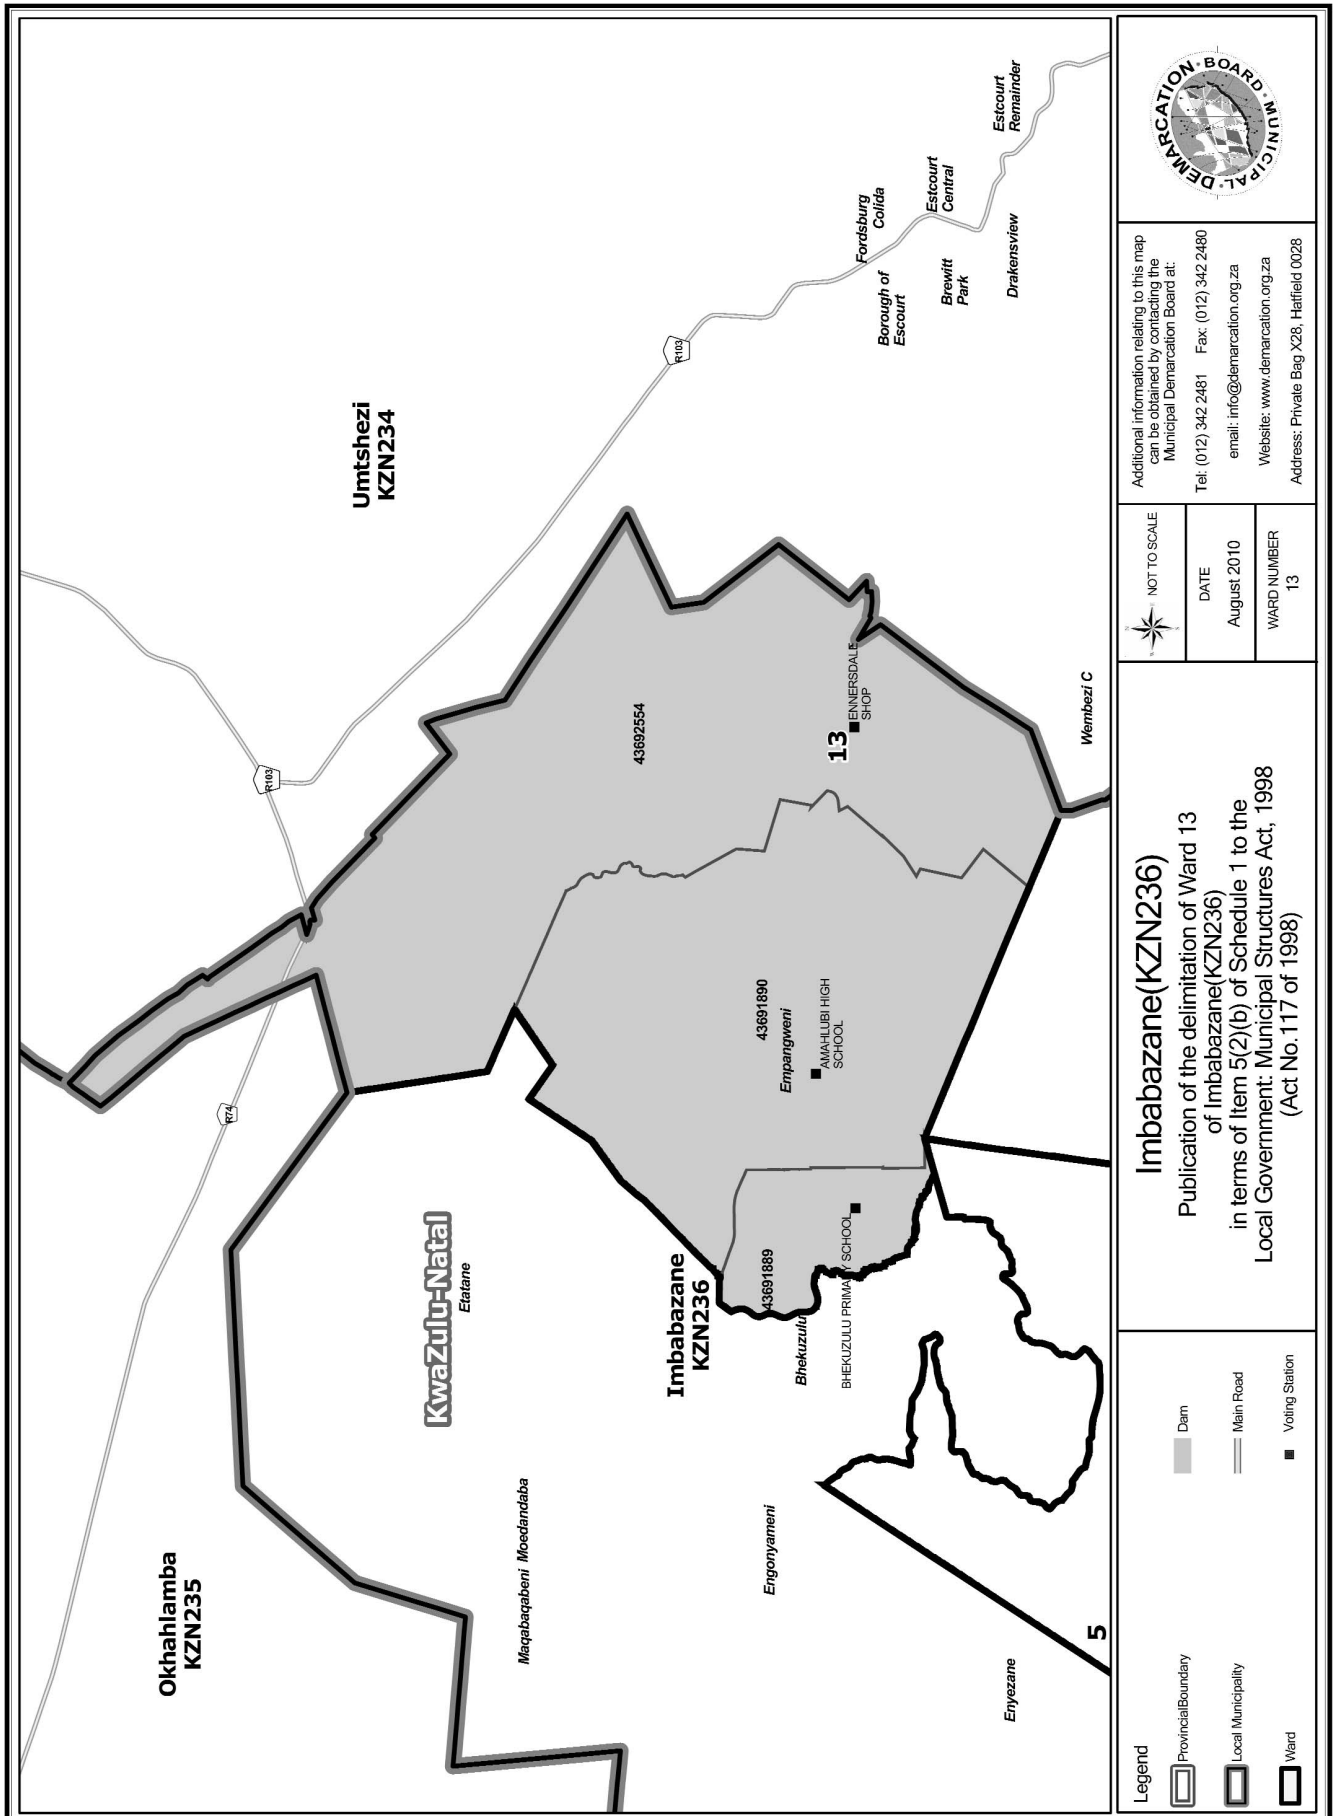 Okhahlamba
KZN235
Umtshezi
KZN234
R74
R103
R103
KwaZulu-Natal
Etatane
Maqabaqabeni Moedandaba
Imbabazane
KZN236
43692554
43691890
Empangweni
AMAHLUBI HIGH
SCHOOL
43691889
Bhekuzulu
BHEKUZULU PRIMARY SCHOOL
13
ENNERSDALE
SHOP
Engonyameni
Enyezane
5
Wembezi C
Fordsburg
Colida
Borough of
Escourt
Estcourt
Central
Brewitt
Park
Drakensview
Estcourt
Remainder
Legend
ProvincialBoundary
Local Municipality
Ward
Dam
Main Road
Voting Station
Imbabazane(KZN236)
Publication of the delimitation of Ward 13
of Imbabazane(KZN236)
in terms of Item 5(2)(b) of Schedule 1 to the
Local Government: Municipal Structures Act, 1998
(Act No.117 of 1998)
NOT TO SCALE
DATE
August 2010
WARD NUMBER
13
Additional information relating to this map
can be obtained by contacting the
Municipal Demarcation Board at:
Tel: (012) 342 2481 Fax: (012) 342 2480
email: info@demarcation.org.za
Website: www.demarcation.org.za
Address: Private Bag X28, Hatfield 0028
MUNICIPAL DEMARCATION BOARD